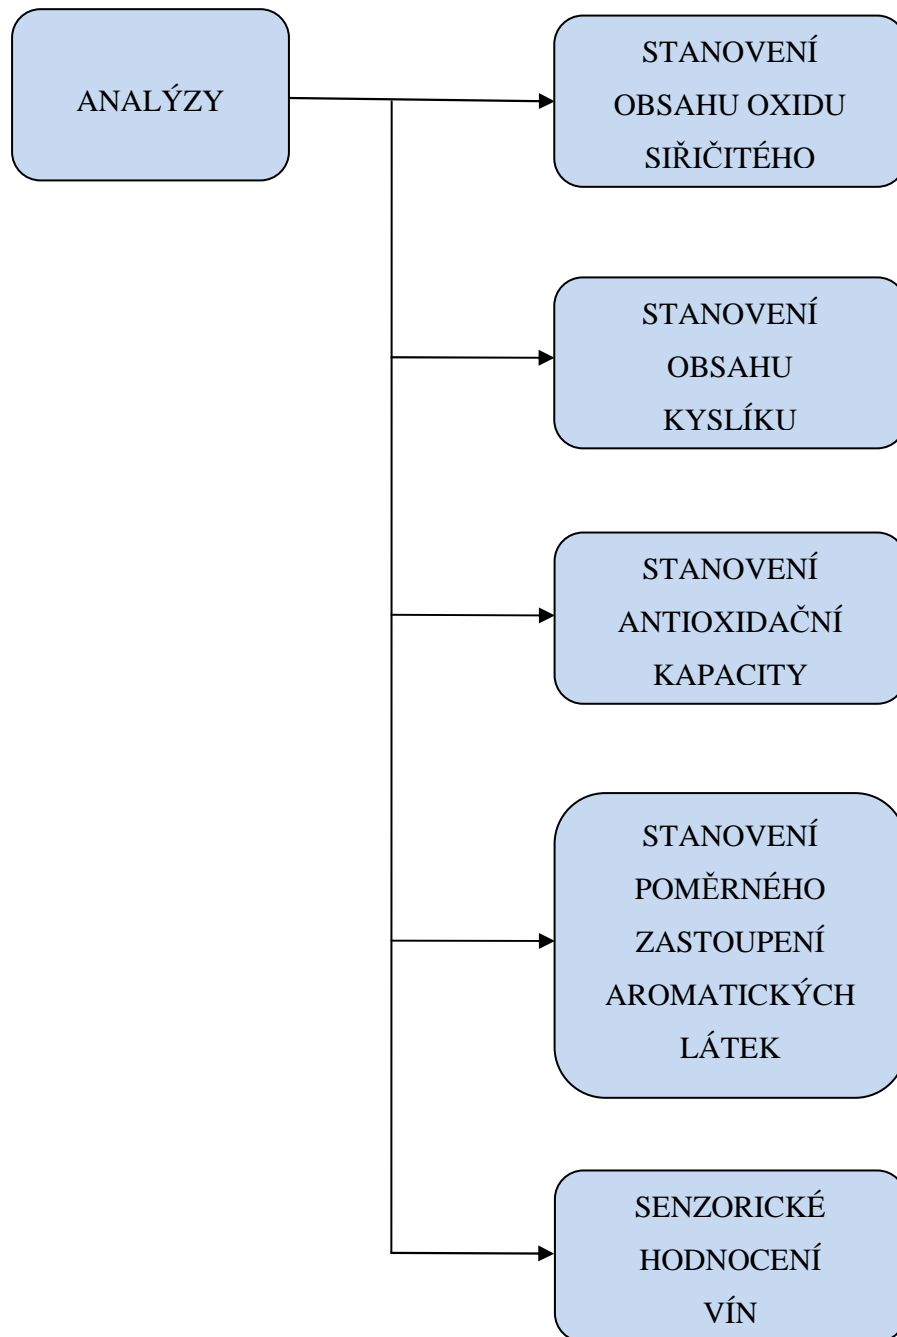 ANALÝZY
STANOVENÍ
OBSAHU OXIDU
SIŘIČITÉHO
STANOVENÍ
OBSAHU
KYSLÍKU
STANOVENÍ
ANTIOXIDAČNÍ
KAPACITY
STANOVENÍ
POMĚRNÉHO
ZASTOUPENÍ
AROMATICKÝCH
LÁTEK
SENZORICKÉ
HODNOCENÍ
VÍN